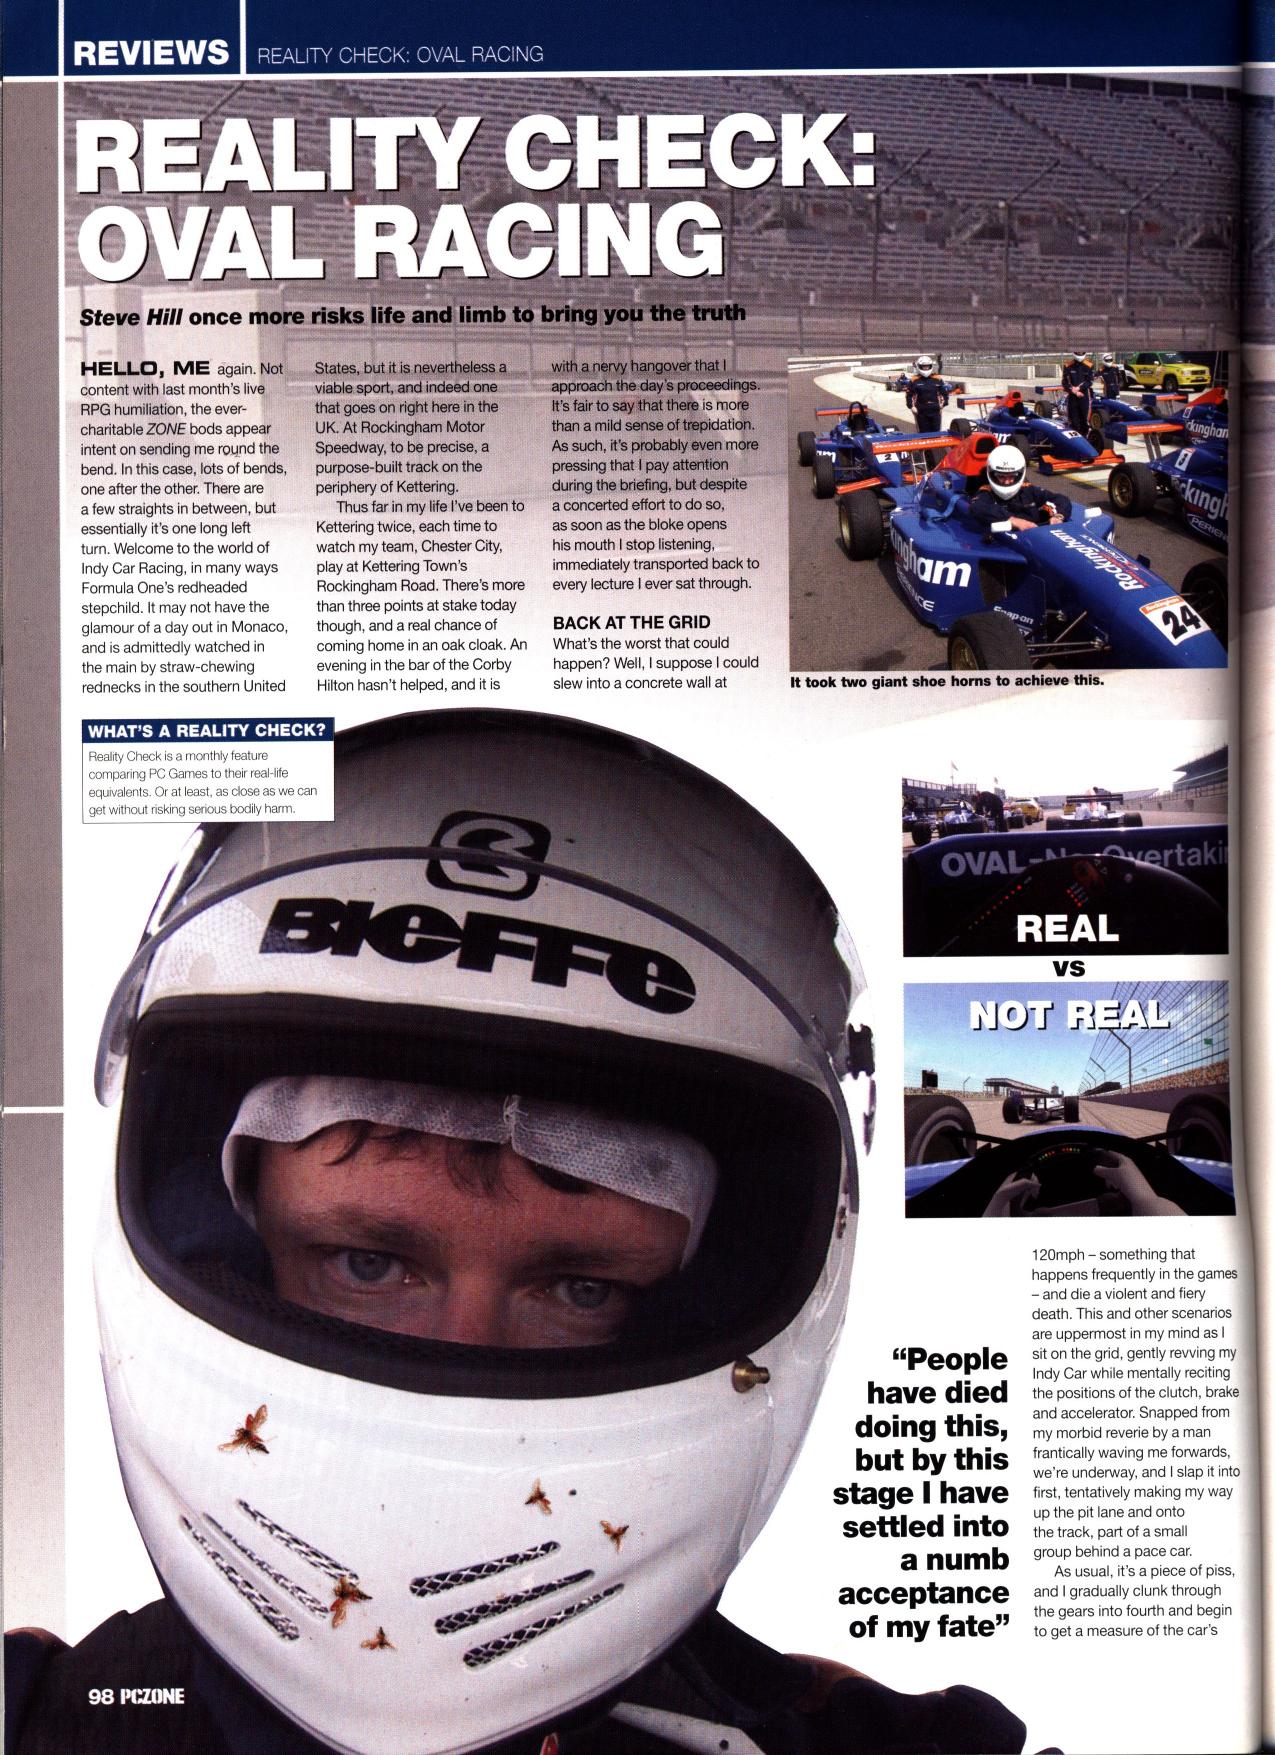 REVIEWS
REALITY CHECK: OVAL RACING
REALITY CHECK:
OVAL RACING
Steve Hill once more risks life and limb to bring you the truth
HELLO, ME again. Not
content with last month's live
RPG humiliation, the ever-
charitable ZONE bods appear
intent on sending me round the
bend. In this case, lots of bends,
one after the other. There are
a few straights in between, but
essentially it's one long left
turn. Welcome to the world of
Indy Car Racing, in many ways
Formula One's redheaded
stepchild. It may not have the
glamour of a day out in Monaco,
and is admittedly watched in
the main by straw-chewing
rednecks in the southern United
States, but it is nevertheless a
viable sport, and indeed one
that goes on right here in the
UK. At Rockingham Motor
Speedway, to be precise, a
purpose-built track on the
periphery of Kettering.
Thus far in my life I've been to
Kettering twice, each time to
watch my team, Chester City,
play at Kettering Town's
Rockingham Road. There's more
than three points at stake today
though, and a real chance of
coming home in an oak cloak. An
evening in the bar of the Corby
Hilton hasn't helped, and it is
with a nervy hangover that I
approach the day's proceedings.
It's fair to say that there is more
than a mild sense of trepidation.
As such, it's probably even more
pressing that I pay attention
during the briefing, but despite
a concerted effort to do so,
as soon as the bloke opens
his mouth I stop listening,
immediately transported back to
every lecture I ever sat through.
BACK AT THE GRID
What's the worst that could
happen? Well, I suppose I could
slew into a concrete wall at
Rockingham
24
It took two giant shoe horns to achieve this.
WHAT'S A REALITY CHECK?
Reality Check is a monthly feature
comparing PC Games to their real-life
equivalents. Or at least, as close as we can
get without risking serious bodily harm.
BIEFFE
OVAL - No Overtaki
REAL
VS
NOT REAL
"People
have died
doing this,
but by this
stage I have
settled into
a numb
acceptance
of my fate"
120mph – something that
happens frequently in the games
– and die a violent and fiery
death. This and other scenarios
are uppermost in my mind as I
sit on the grid, gently revving my
Indy Car while mentally reciting
the positions of the clutch, brake
and accelerator. Snapped from
my morbid reverie by a man
frantically waving me forwards,
we're underway, and I slap it into
first, tentatively making my way
up the pit lane and onto
the track, part of a small
group behind a pace car.
As usual, it's a piece of piss,
and I gradually clunk through
the gears into fourth and begin
to get a measure of the car's
98 PCZONE